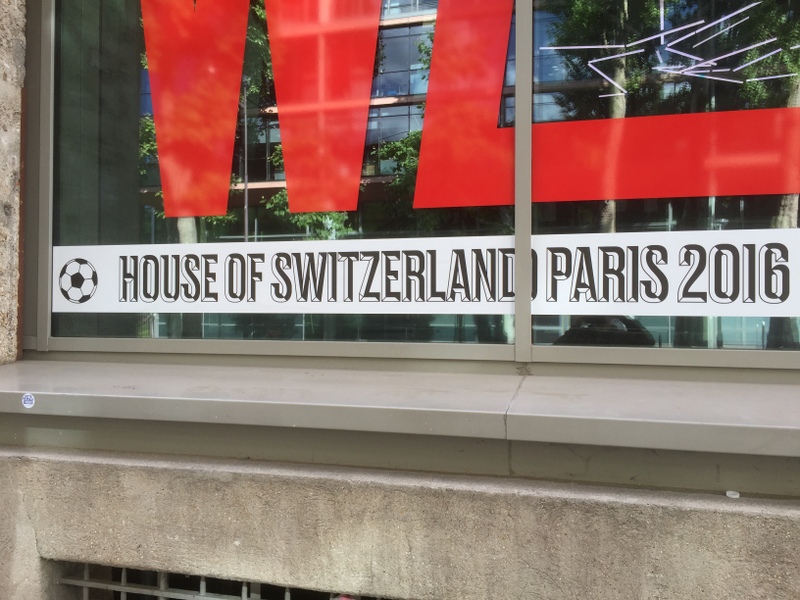 HOUSE OF SWITZERLAND PARIS 2016